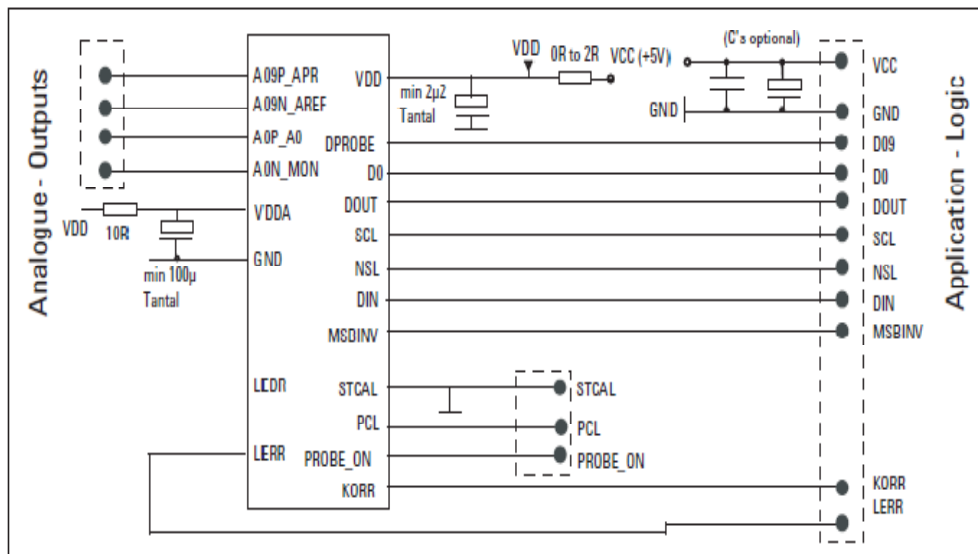 Analogue - Outputs
A09P_APR
A09N_AREF
A0P_A0
A0N_MON
VDDA
VDD
10R
GND
min 100µ
Tantal
LEDR
LERR
VDD
min 2µ2
Tantal
DPROBE
D0
DOUT
SCL
NSL
DIN
MSBINV
STCAL
PCL
PROBE_ON
KORR
VDD
0R to 2R
VCC (+5V)
(C's optional)
GND
STCAL
PCL
PROBE_ON
VCC
GND
D09
D0
DOUT
SCL
NSL
DIN
MSBINV
KORR
LERR
Application - Logic